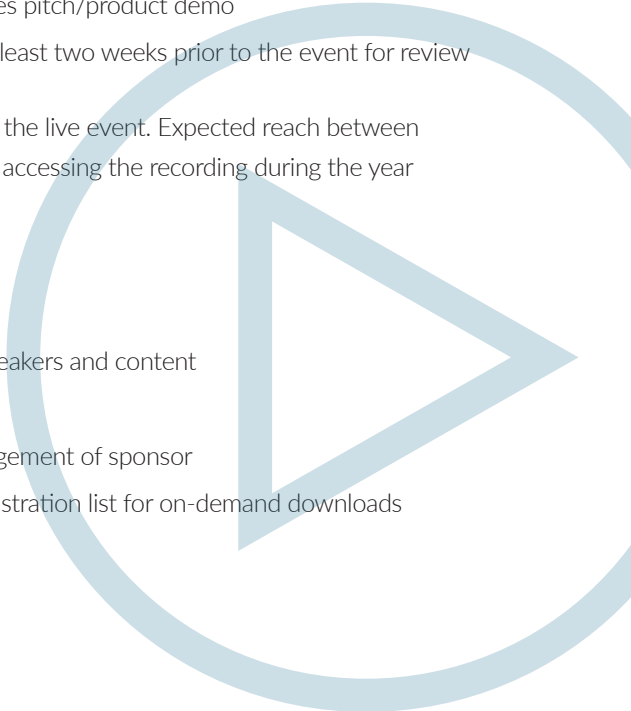 es pitch/product demo
least two weeks prior to the event for review
the live event. Expected reach between
accessing the recording during the year
eakers and content
gement of sponsor
stration list for on-demand downloads